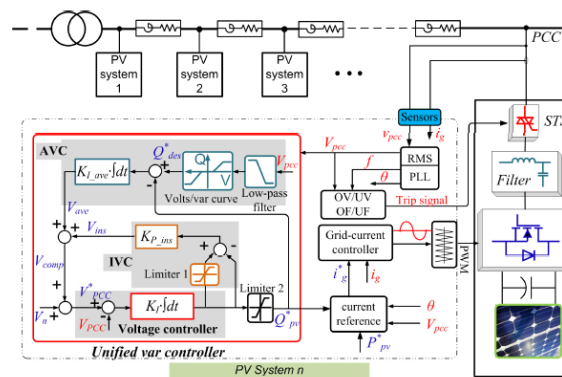 PCC
PV system 1
PV system 2
PV system 3
...
Sensors
v_pcc
i_g
STS
AVC
Q*_des
K_I_ave·∫dt
Q
V
Volts/var curve
V_pcc
Low-pass filter
V_pcc
f
θ
RMS
PLL
OV/UV
OF/UF
Trip signal
Filter
V_ave
V_ins
K_P_ins
IVC
Limiter 1
Grid-current controller
PWM
V_comp
i*_g
i_g
V*_PCC
K_I·∫dt
Limiter 2
V_n
V_PCC
Voltage controller
Q*_pv
current reference
θ
V_pcc
P*_pv
Unified var controller
PV System n